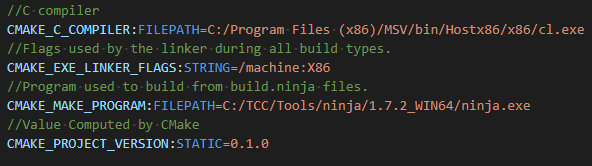 //C compiler
CMAKE_C_COMPILER:FILEPATH=C:/Program Files (x86)/MSV/bin/Hostx86/x86/cl.exe
//Flags used by the linker during all build types.
CMAKE_EXE_LINKER_FLAGS:STRING=/machine:X86
//Program used to build from build.ninja files.
CMAKE_MAKE_PROGRAM:FILEPATH=C:/TCC/Tools/ninja/1.7.2_WIN64/ninja.exe
//Value Computed by CMake
CMAKE_PROJECT_VERSION:STATIC=0.1.0